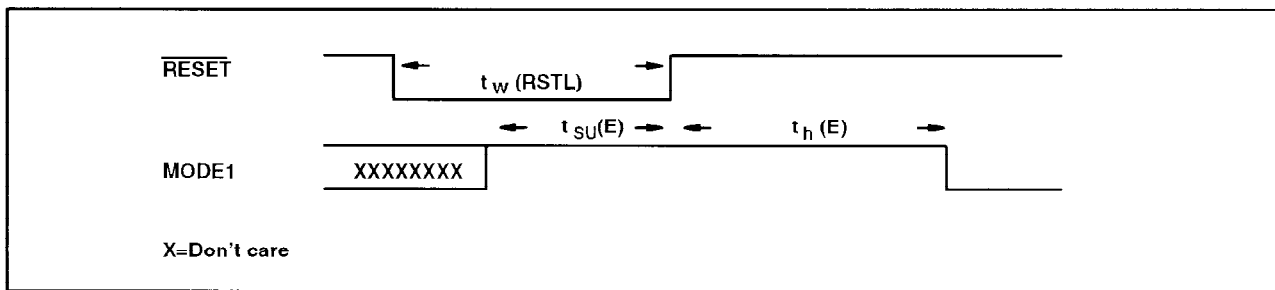 RESET
t w (RSTL)
t SU(E)
t h (E)
MODE1
XXXXXXXX
X=Don't care